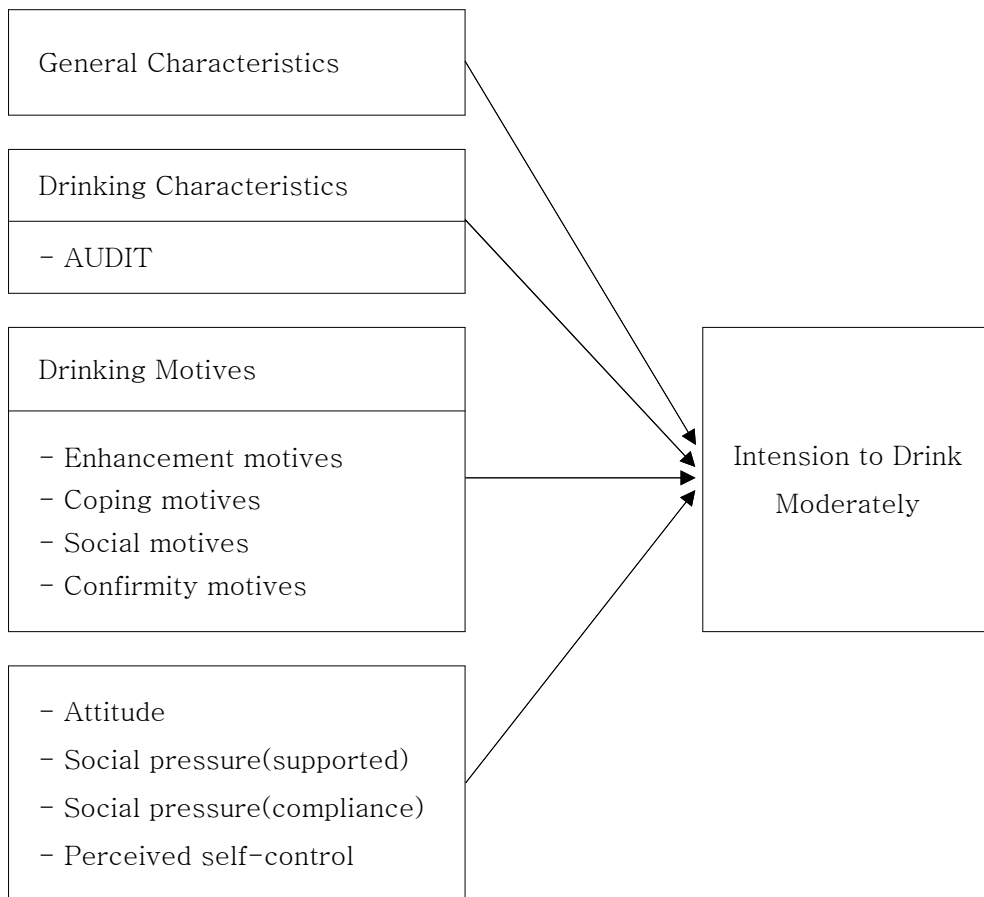 General Characteristics
Drinking Characteristics
- AUDIT
Drinking Motives
- Enhancement motives
- Coping motives
- Social motives
- Confirmity motives
- Attitude
- Social pressure(supported)
- Social pressure(compliance)
- Perceived self-control
Intension to Drink
Moderately